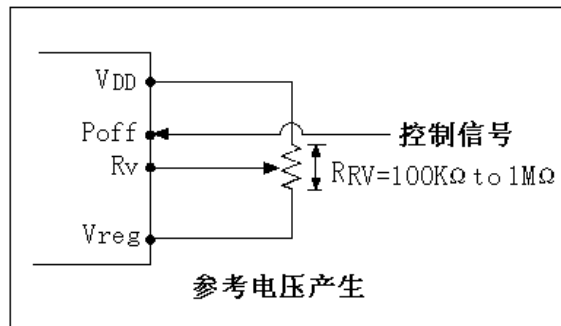 VDD
Poff
控制信号
Rv
RRV=100KΩ to 1MΩ
Vreg
参考电压产生